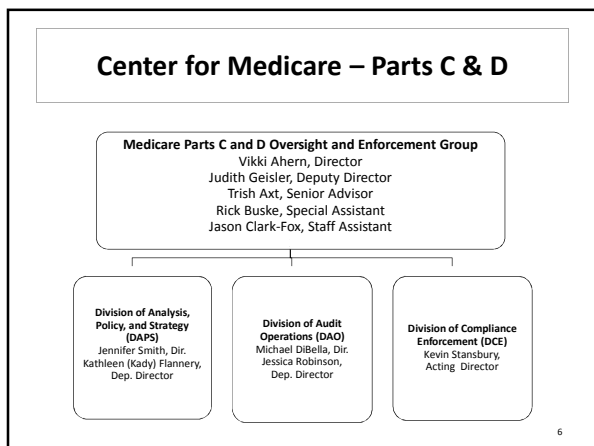 Center for Medicare – Parts C & D
Medicare Parts C and D Oversight and Enforcement Group
Vikki Ahern, Director
Judith Geisler, Deputy Director
Trish Axt, Senior Advisor
Rick Buske, Special Assistant
Jason Clark-Fox, Staff Assistant
Division of Analysis,
Policy, and Strategy
(DAPS)
Jennifer Smith, Dir.
Kathleen (Kady) Flannery,
Dep. Director
Division of Audit
Operations (DAO)
Michael DiBella, Dir.
Jessica Robinson,
Dep. Director
Division of Compliance
Enforcement (DCE)
Kevin Stansbury,
Acting Director
6